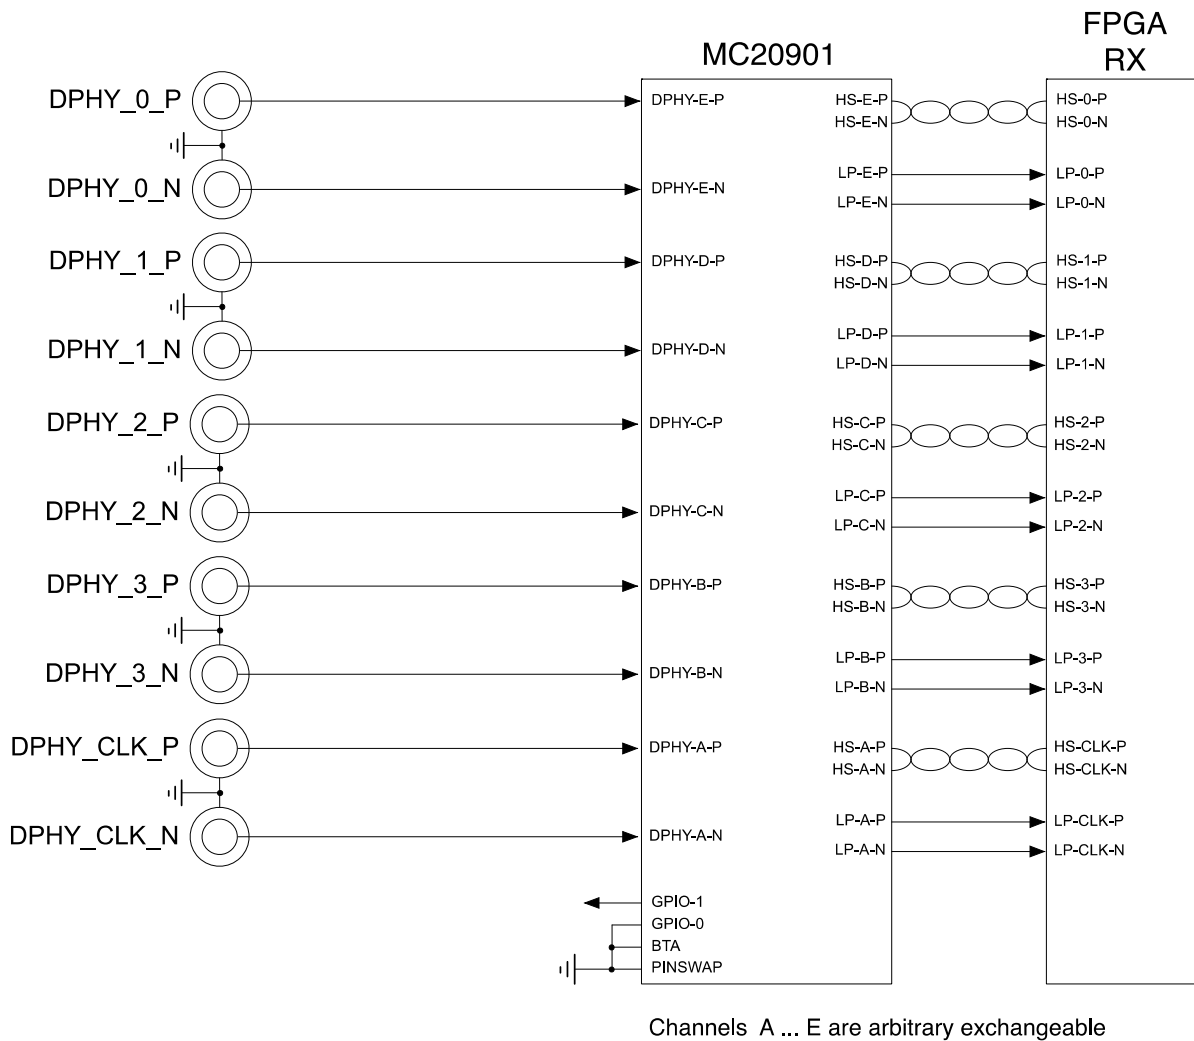 FPGA
RX
MC20901
DPHY_0_P
DPHY-E-P
HS-E-P
HS-0-P
HS-E-N
HS-0-N
LP-E-P
LP-0-P
DPHY_0_N
DPHY-E-N
LP-E-N
LP-0-N
DPHY_1_P
DPHY-D-P
HS-D-P
HS-1-P
HS-D-N
HS-1-N
LP-D-P
LP-1-P
DPHY_1_N
DPHY-D-N
LP-D-N
LP-1-N
DPHY_2_P
DPHY-C-P
HS-C-P
HS-2-P
HS-C-N
HS-2-N
LP-C-P
LP-2-P
DPHY_2_N
DPHY-C-N
LP-C-N
LP-2-N
DPHY_3_P
DPHY-B-P
HS-B-P
HS-3-P
HS-B-N
HS-3-N
LP-B-P
LP-3-P
DPHY_3_N
DPHY-B-N
LP-B-N
LP-3-N
DPHY_CLK_P
DPHY-A-P
HS-A-P
HS-CLK-P
HS-A-N
HS-CLK-N
LP-A-P
LP-CLK-P
DPHY_CLK_N
DPHY-A-N
LP-A-N
LP-CLK-N
GPIO-1
GPIO-0
BTA
PINSWAP
Channels A ... E are arbitrary exchangeable